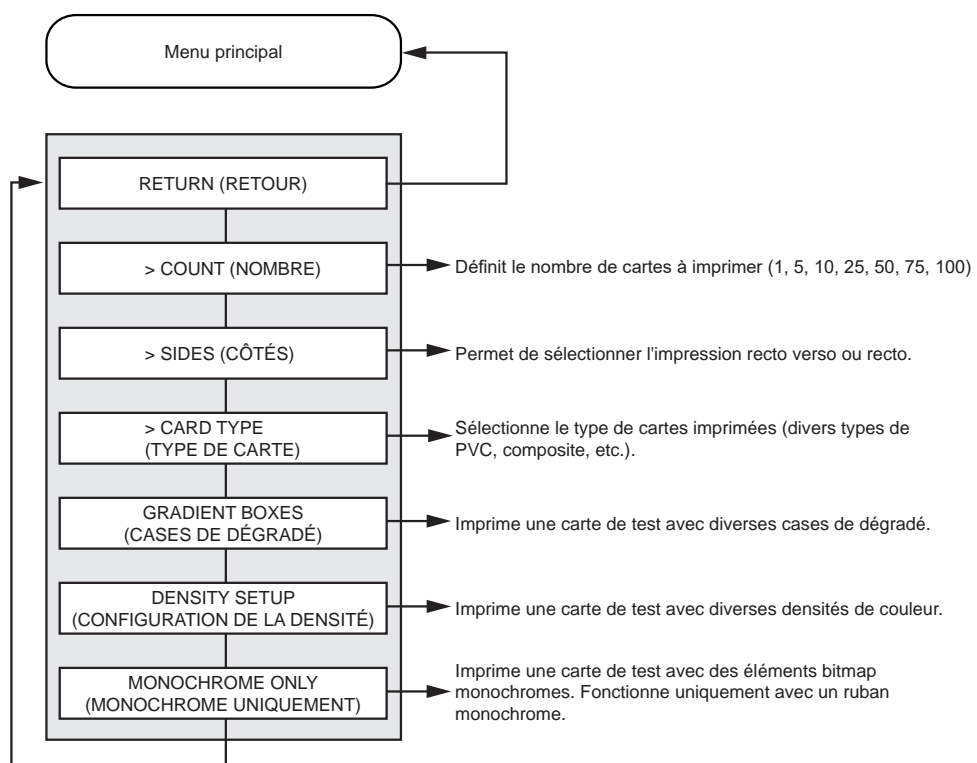 Menu principal
RETURN (RETOUR)
> COUNT (NOMBRE)
Définit le nombre de cartes à imprimer (1, 5, 10, 25, 50, 75, 100)
> SIDES (CÔTÉS)
Permet de sélectionner l'impression recto verso ou recto.
> CARD TYPE
(TYPE DE CARTE)
Sélectionne le type de cartes imprimées (divers types de
PVC, composite, etc.).
GRADIENT BOXES
(CASES DE DÉGRADÉ)
Imprime une carte de test avec diverses cases de dégradé.
DENSITY SETUP
(CONFIGURATION DE LA DENSITÉ)
Imprime une carte de test avec diverses densités de couleur.
MONOCHROME ONLY
(MONOCHROME UNIQUEMENT)
Imprime une carte de test avec des éléments bitmap
monochromes. Fonctionne uniquement avec un ruban
monochrome.